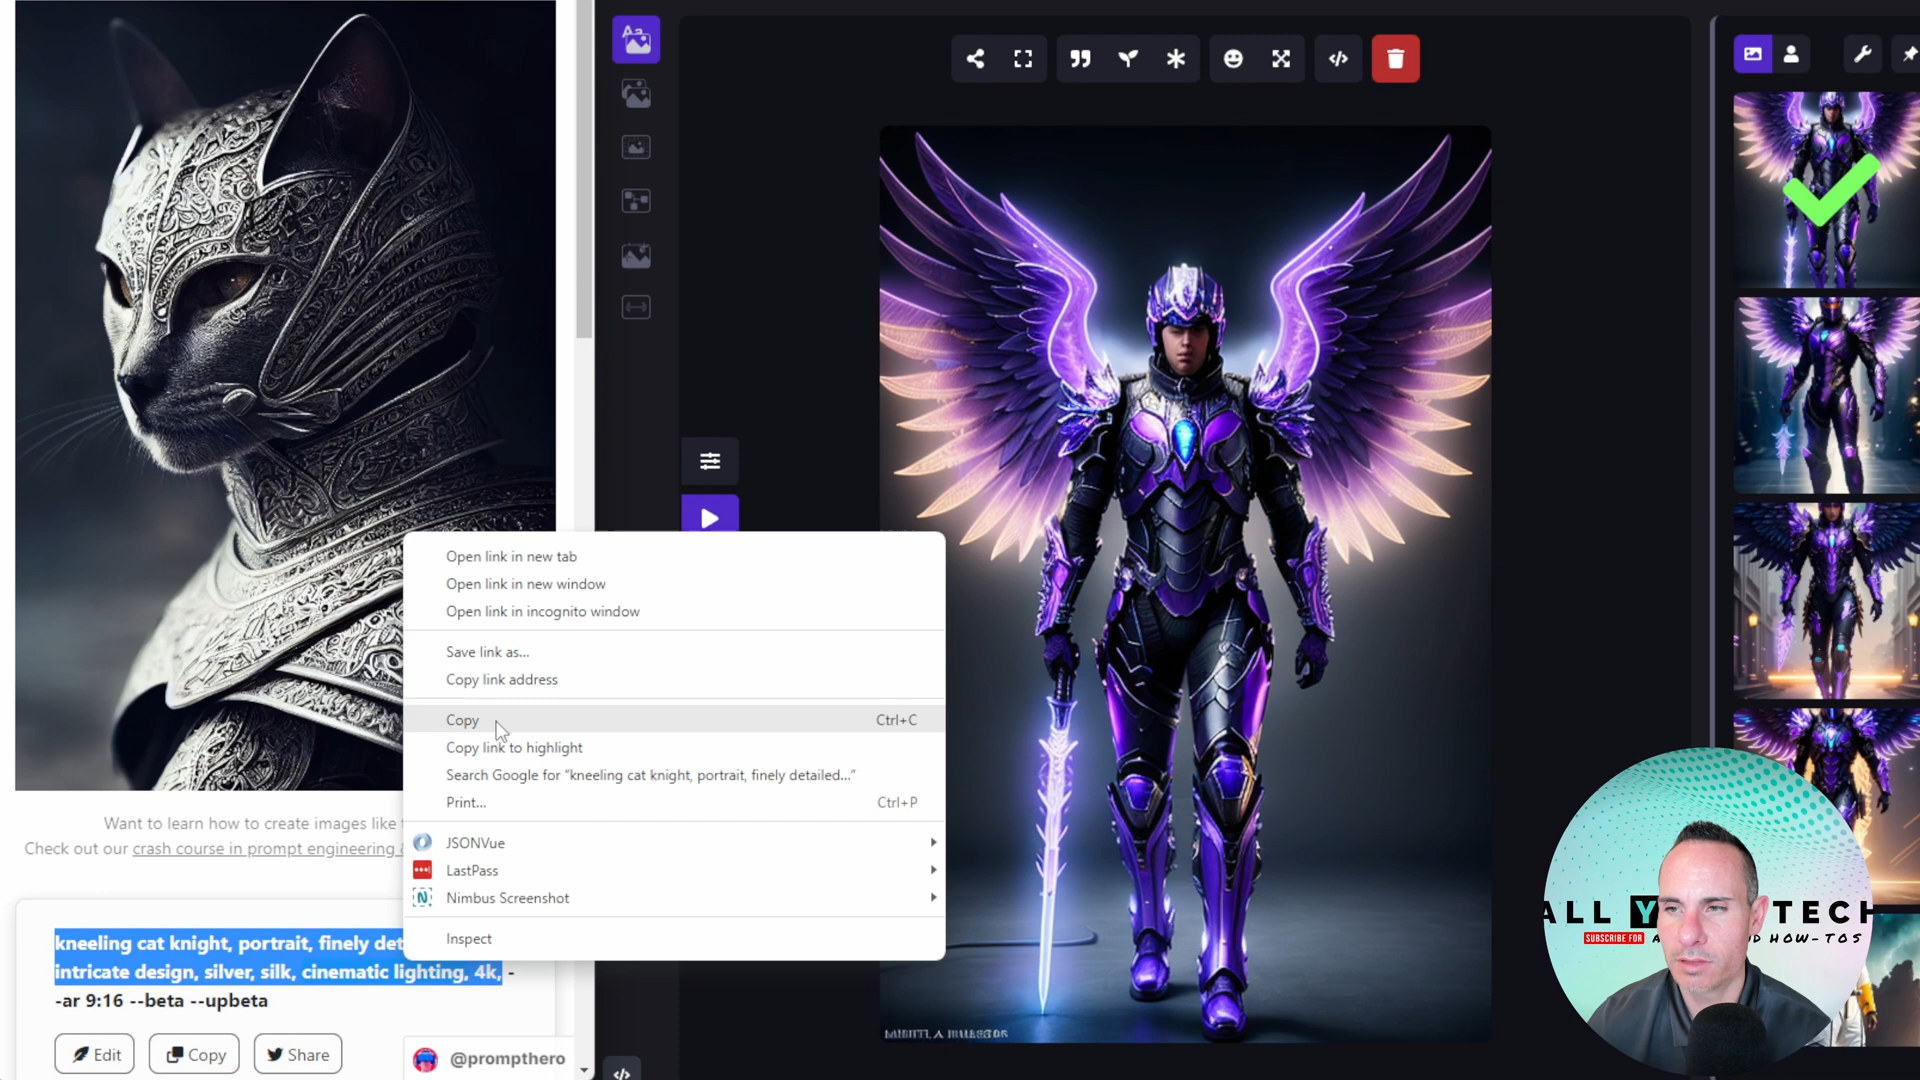 Open link in new tab
Open link in new window
Open link in incognito window
Save link as...
Copy link address
Copy Ctrl+C
Copy link to highlight
Search Google for “kneeling cat knight, portrait, finely detailed...”
Print... Ctrl+P
JSONVue
LastPass
Nimbus Screenshot
Inspect
Want to learn how to create images like
Check out our crash course in prompt engineering
kneeling cat knight, portrait, finely det
intricate design, silver, silk, cinematic lighting, 4k, -
-ar 9:16 --beta --upbeta
Edit Copy Share
@prompthero
ALL Y TECH
SUBSCRIBE FOR A ND HOW-TOS